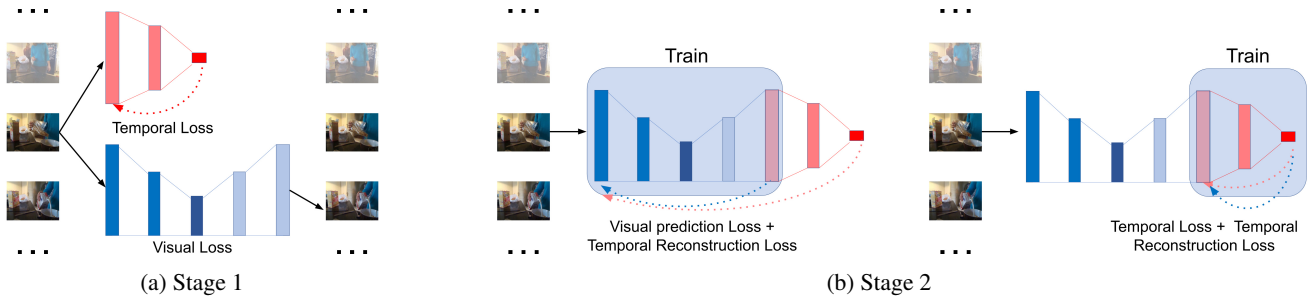 Temporal Loss
Visual Loss
(a) Stage 1
Train
Visual prediction Loss +
Temporal Reconstruction Loss
Train
Temporal Loss + Temporal
Reconstruction Loss
(b) Stage 2